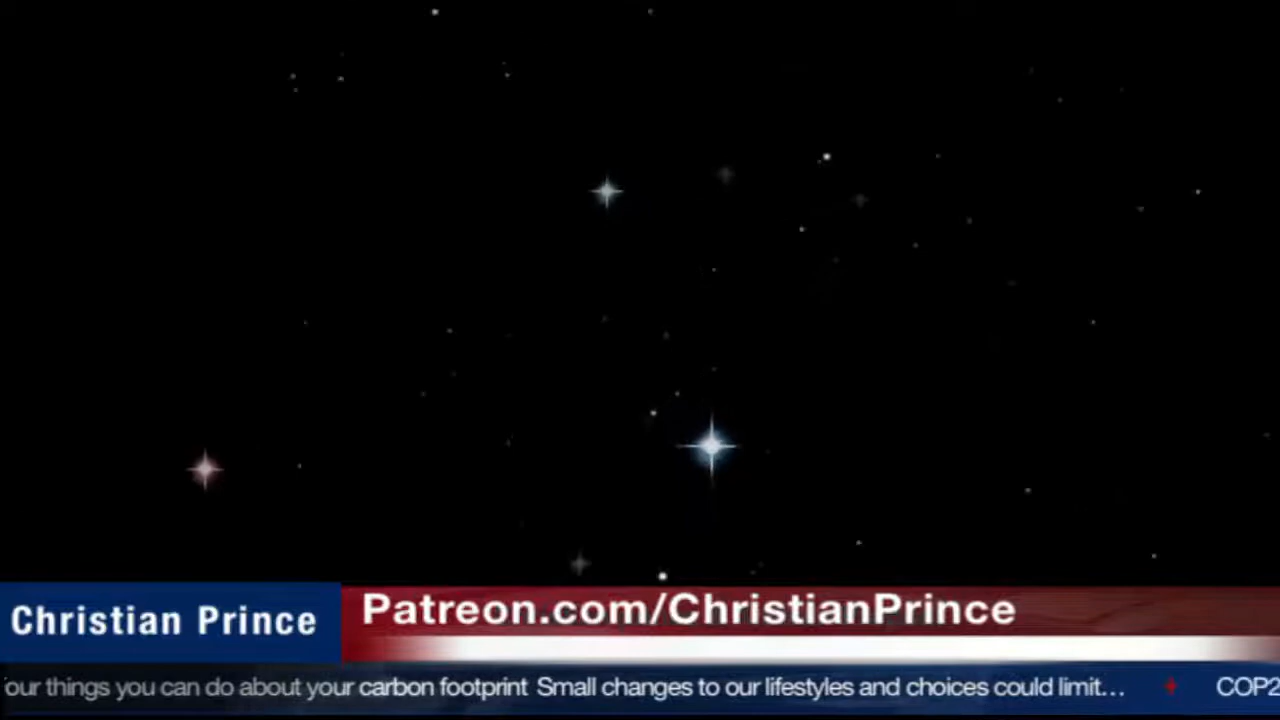 Christian Prince
Patreon.com/ChristianPrince
our things you can do about your carbon footprint Small changes to our lifestyles and choices could limit... COP2